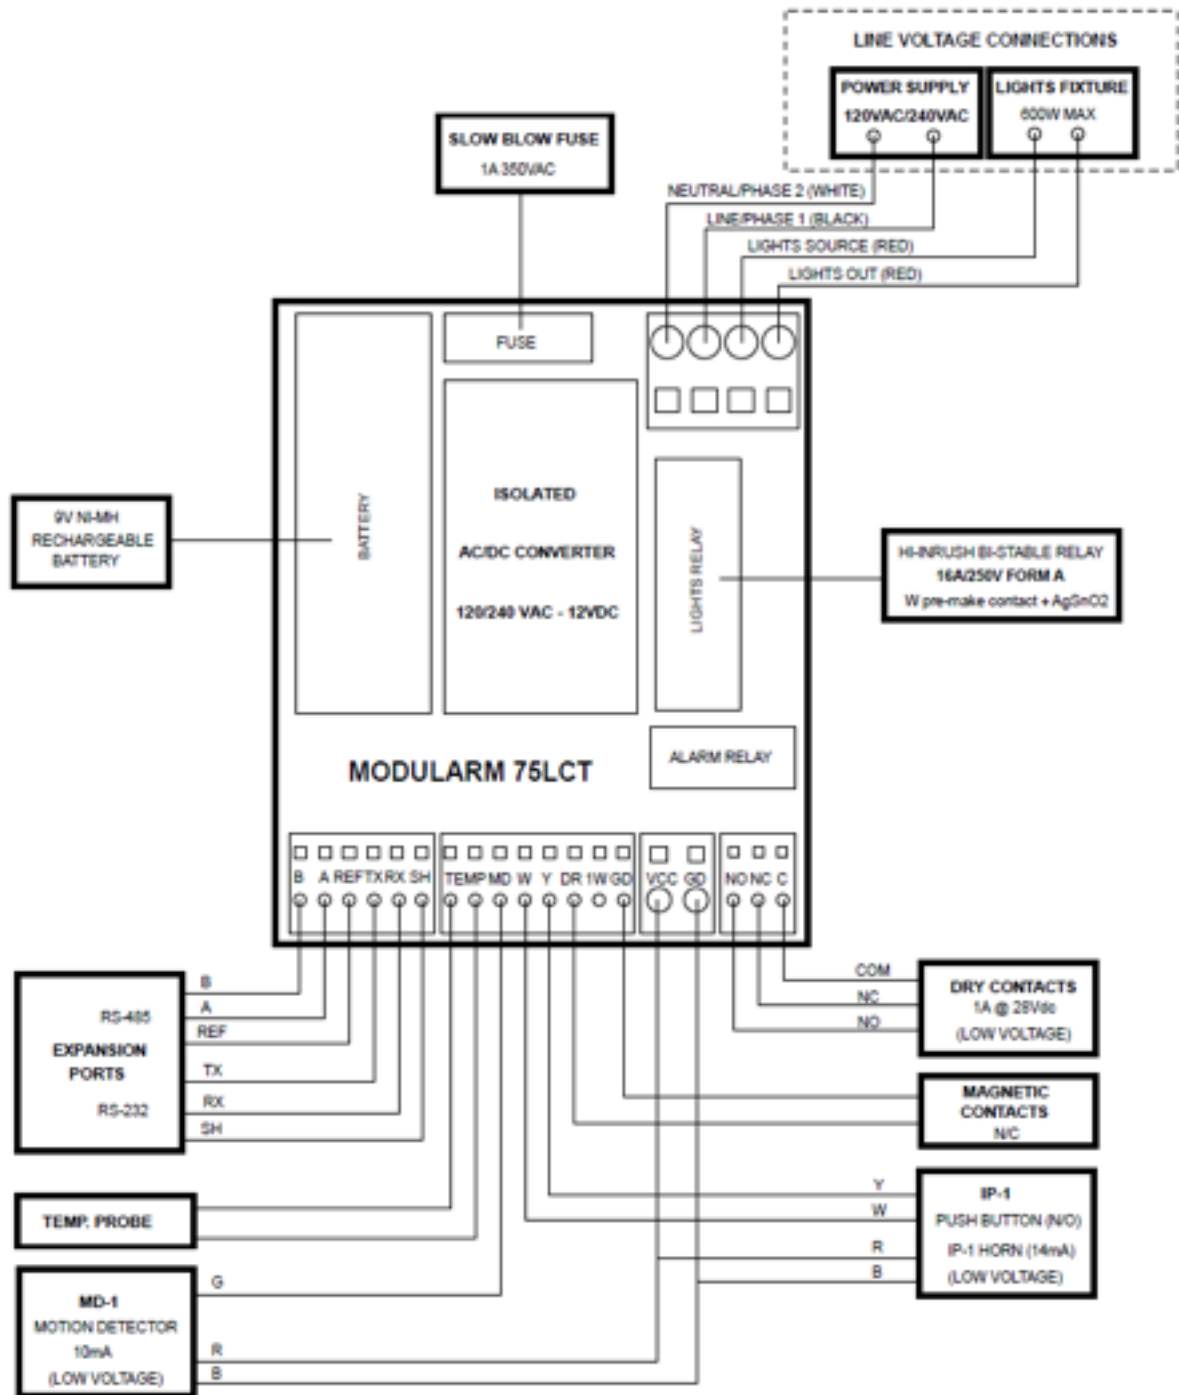 LINE VOLTAGE CONNECTIONS
POWER SUPPLY
120VAC/240VAC
LIGHTS FIXTURE
600W MAX
SLOW BLOW FUSE
1A 350VAC
NEUTRAL/PHASE 2 (WHITE)
LINE/PHASE 1 (BLACK)
LIGHTS SOURCE (RED)
LIGHTS OUT (RED)
FUSE
BATTERY
ISOLATED
AC/DC CONVERTER
120/240 VAC - 12VDC
LIGHTS RELAY
9V NI-MH
RECHARGEABLE
BATTERY
HI-INRUSH BI-STABLE RELAY
16A/250V FORM A
W pre-make contact + AgSnO2
ALARM RELAY
MODULARM 75LCT
B A REF TX RX SH
TEMP MD W Y DR 1W GD
VCC GD
NO NC C
B
A
REF
TX
RX
SH
RS-485
EXPANSION
PORTS
RS-232
COM
NC
NO
DRY CONTACTS
1A @ 28Vdc
(LOW VOLTAGE)
MAGNETIC
CONTACTS
N/C
TEMP. PROBE
Y
W
R
B
IP-1
PUSH BUTTON (N/O)
IP-1 HORN (14mA)
(LOW VOLTAGE)
G
R
B
MD-1
MOTION DETECTOR
10mA
(LOW VOLTAGE)